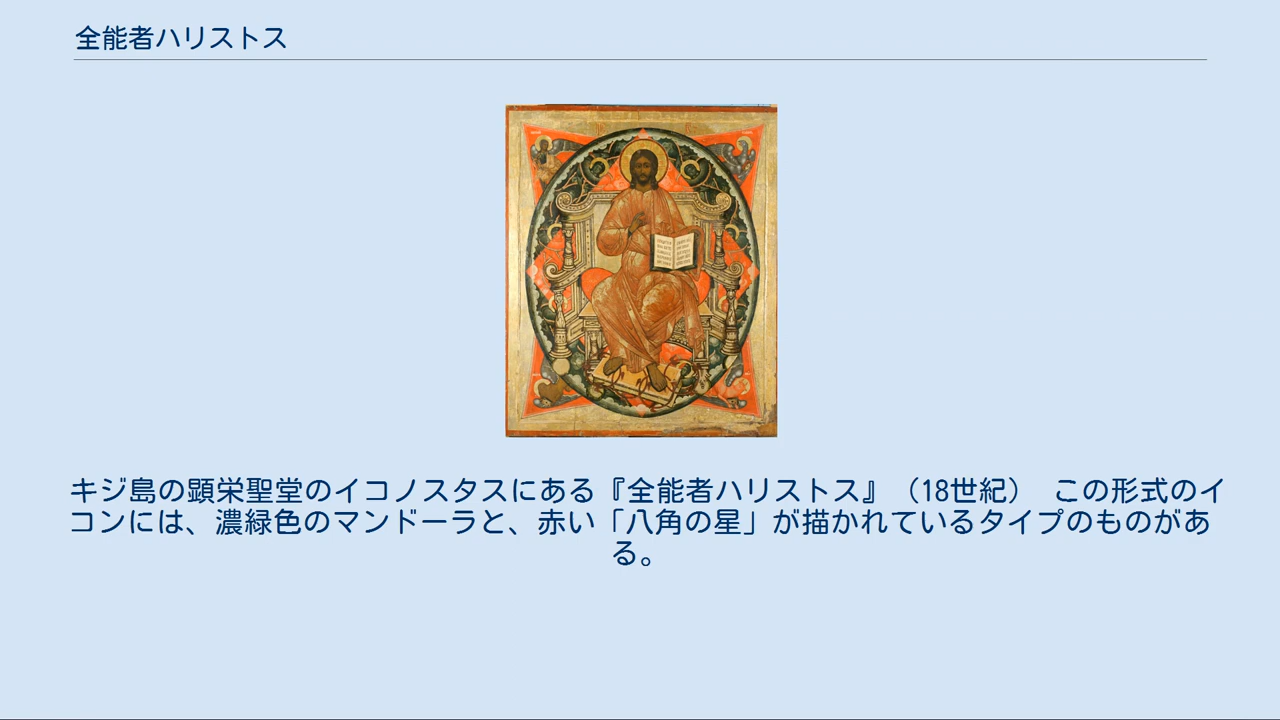 全能者ハリストス
キジ島の顕栄聖堂のイコノスタスにある『全能者ハリストス』（18世紀） この形式のイ
コンには、濃緑色のマンドーラと、赤い「八角の星」が描かれているタイプのものがあ
る。